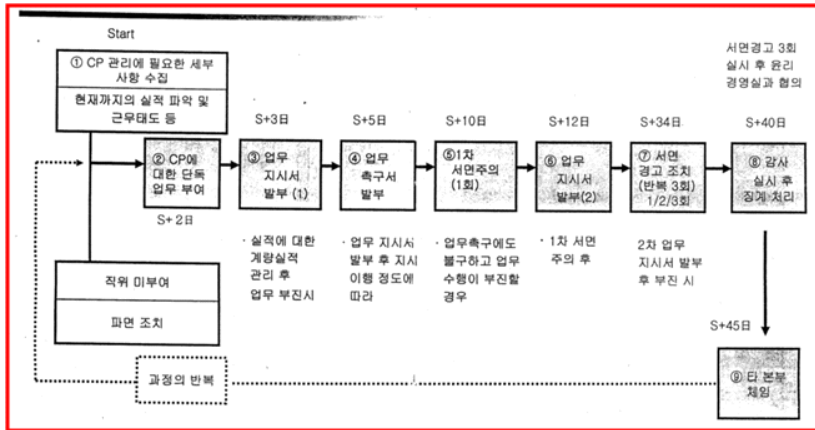 Start
① CP 관리에 필요한 세부
사항 수집
현재까지의 실적 파악 및
근무태도 등
서면경고 3회
실시 후 윤리
경영실과 협의
S+3日
S+5日
S+10日
S+12日
S+34日
S+40日
② CP에
대한 단독
업무 부여
③ 업무
지시서
발부 (1)
④ 업무
촉구서
발부
⑤1차
서면주의
(1회)
⑥ 업무
지시서
발부(2)
⑦ 서면
경고 조치
(반복 3회)
1/2/3회
⑧ 감사
실시 후
징계 처리
S+2日
· 실적에 대한
계량실적
관리 후
업무 부진시
· 업무 지시서
발부 후 지시
이행 정도에
따라
· 업무촉구에도
불구하고 업무
수행이 부진할
경우
· 1차 서면
주의 후
2차 업무
지시서 발부
후 부진 시
직위 미부여
파면 조치
S+45日
과정의 반복
⑨ 타 본부
체임